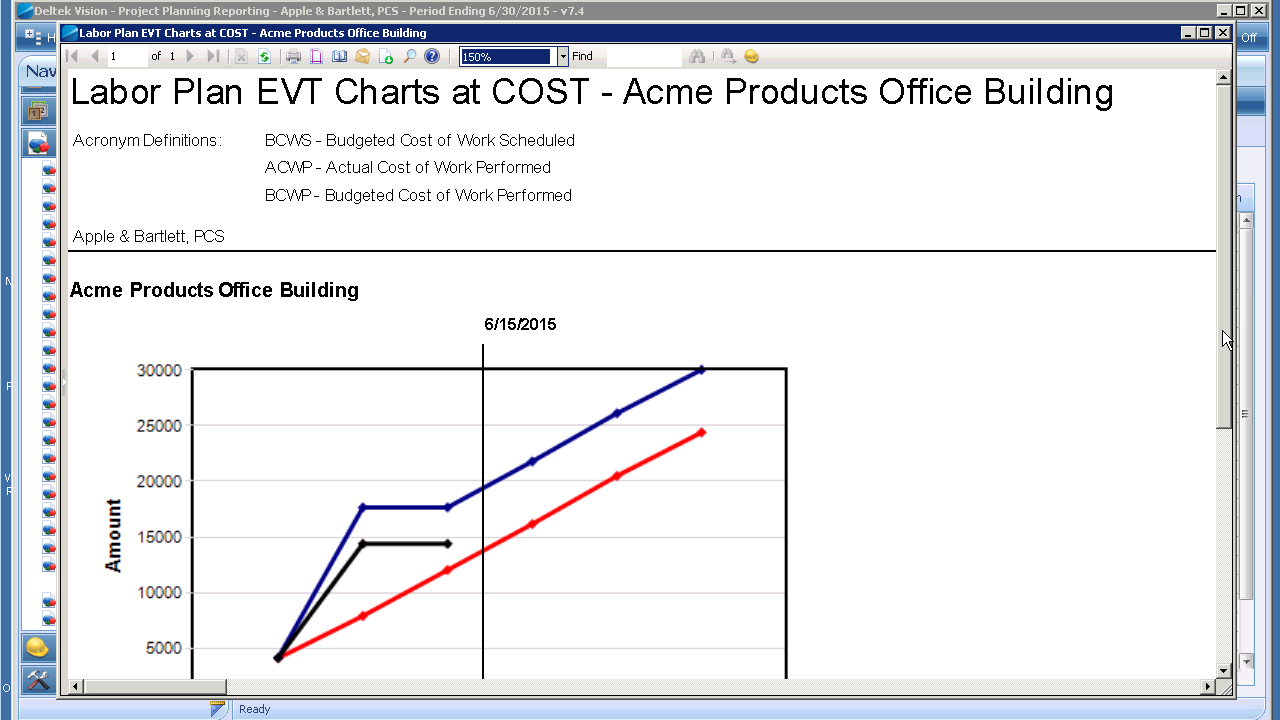 Deltek Vision - Project Planning Reporting - Apple & Bartlett, PCS - Period Ending 6/30/2015 - v7.4
Labor Plan EVT Charts at COST - Acme Products Office Building
Off
1 of 1
150%
Find
Nav
Labor Plan EVT Charts at COST - Acme Products Office Building
Acronym Definitions: BCWS - Budgeted Cost of Work Scheduled
ACWP - Actual Cost of Work Performed
BCWP - Budgeted Cost of Work Performed
Apple & Bartlett, PCS
Acme Products Office Building
6/15/2015
30000
25000
20000
15000
10000
5000
Amount
Ready